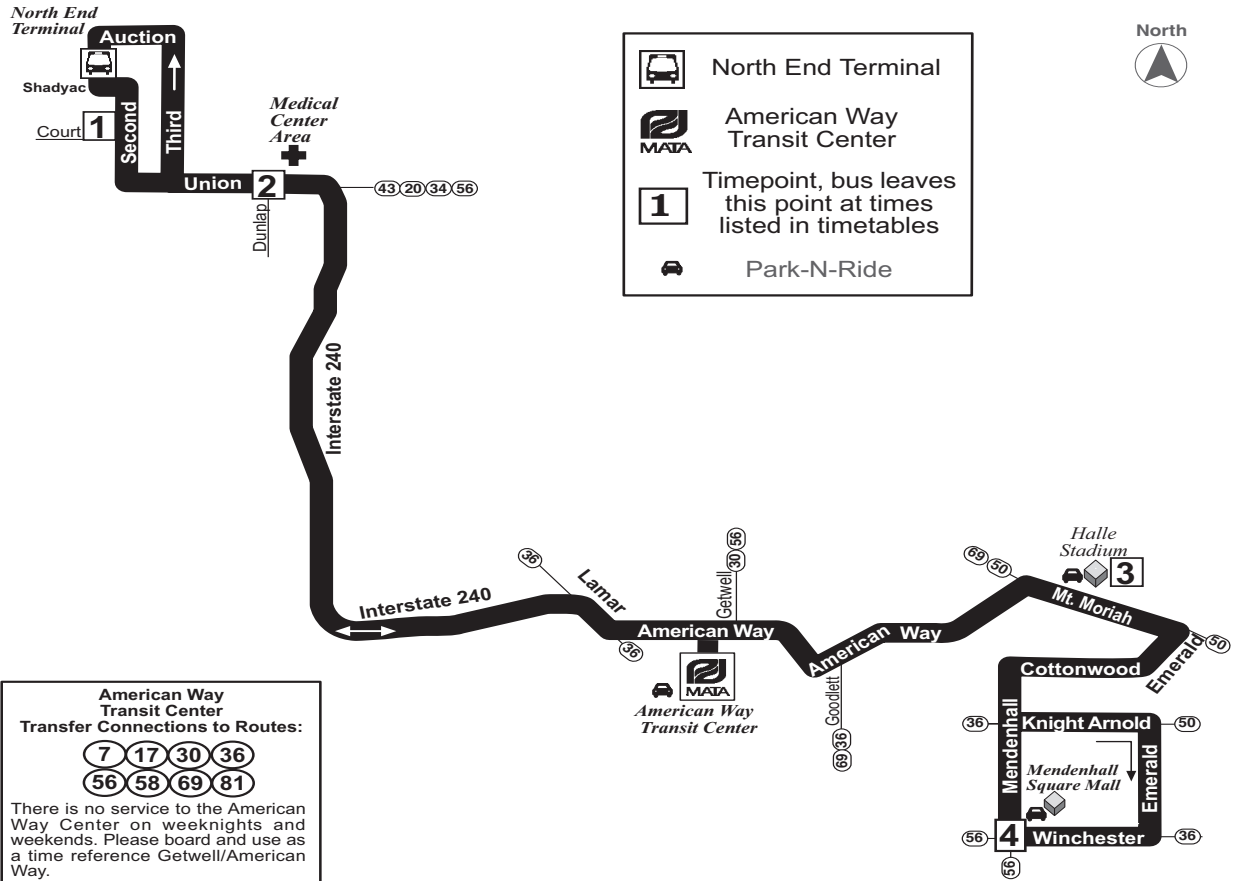 North End
Terminal
Auction
Shadyac
Court
1
Second
Third
Medical
Center
Area
Union
2
Dunlap
43 20 34 56
North End Terminal
MATA
American Way
Transit Center
1
Timepoint, bus leaves
this point at times
listed in timetables
Park-N-Ride
North
Interstate 240
Interstate 240
36
Lamar
36
American Way
Getwell
30 56
MATA
American Way
Transit Center
American Way
Goodlett
69 36
69 50
Halle
Stadium
3
Mt. Moriah
50
Emerald
Cottonwood
Mendenhall
36
Knight Arnold
50
Emerald
Mendenhall
Square Mall
56
4
Winchester
36
56
American Way
Transit Center
Transfer Connections to Routes:
7 17 30 36
56 58 69 81
There is no service to the American
Way Center on weeknights and
weekends. Please board and use as
a time reference Getwell/American
Way.